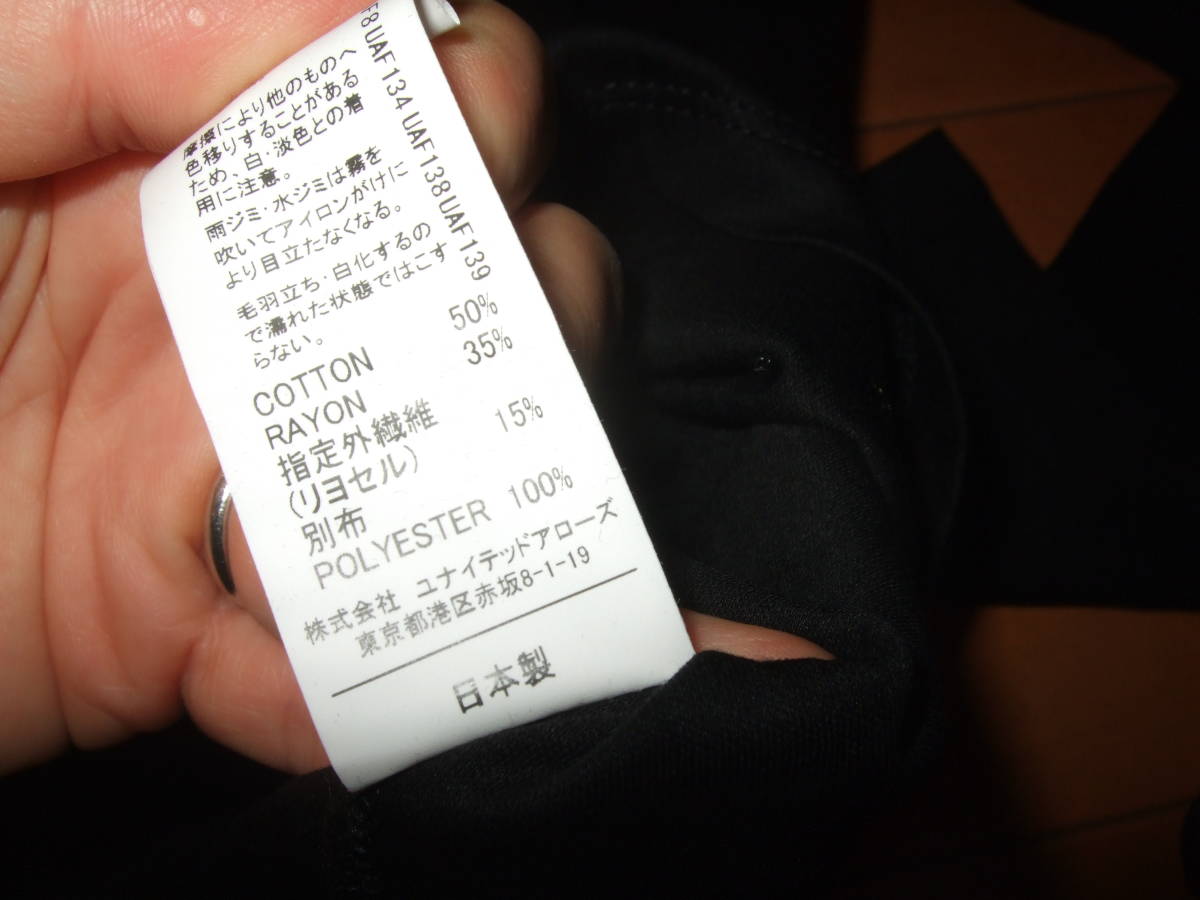 F8UAF134 UAF138UAF139
摩擦により他のものへ
色移りすることがある
ため、白・淡色との着
用に注意。
雨ジミ・水ジミは霧を
吹いてアイロンがけに
より目立たなくなる。
毛羽立ち・白化するの
で濡れた状態ではこす
らない。
COTTON 50%
RAYON 35%
指定外繊維 15%
(リヨセル)
別布
POLYESTER 100%
株式会社 ユナイテッドアローズ
東京都港区赤坂8-1-19
日本製